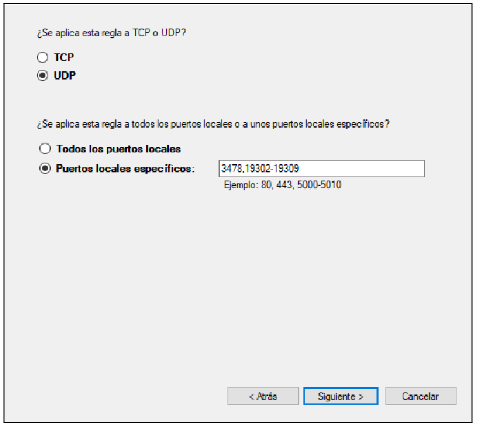 ¿Se aplica esta regla a TCP o UDP?
TCP
UDP
¿Se aplica esta regla a todos los puertos locales o a unos puertos locales específicos?
Todos los puertos locales
Puertos locales específicos: 3478,19302-19309
Ejemplo: 80, 443, 5000-5010
< Atrás Siguiente > Cancelar